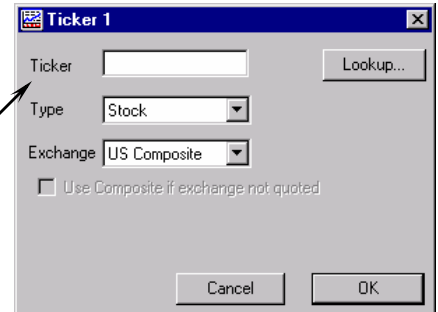 Ticker 1
Ticker Lookup...
Type Stock
Exchange US Composite
Use Composite if exchange not quoted
Cancel OK